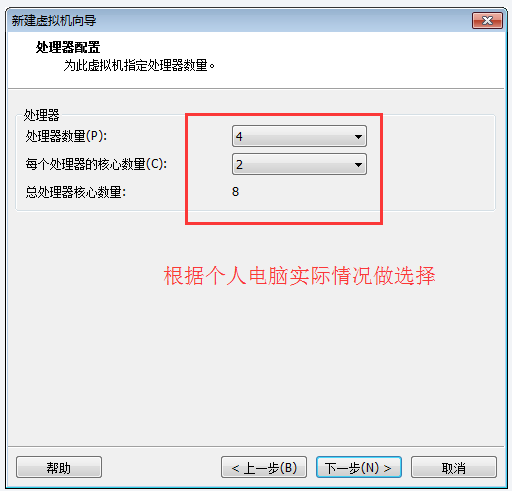 新建虚拟机向导
处理器配置
为此虚拟机指定处理器数量。
处理器
处理器数量(P): 4
每个处理器的核心数量(C): 2
总处理器核心数量: 8
根据个人电脑实际情况做选择
帮助 < 上一步(B) 下一步(N) > 取消